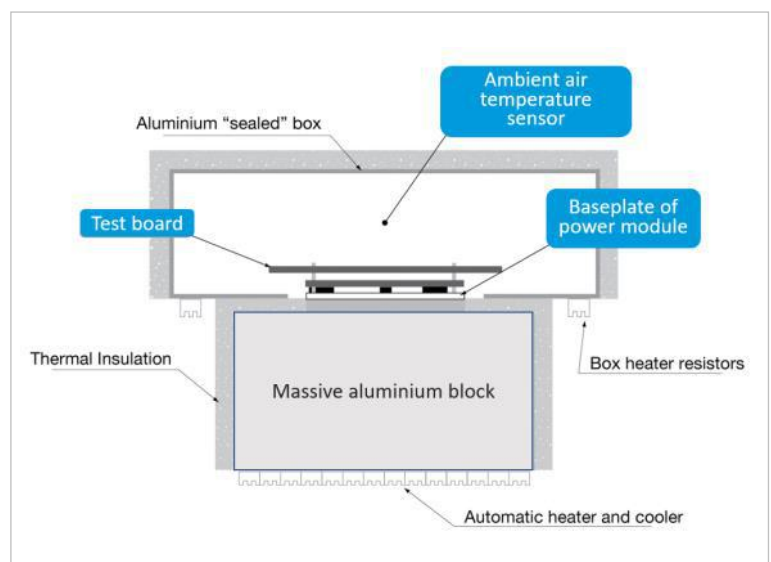 Ambient air
temperature
sensor
Aluminium “sealed” box
Test board
Baseplate of
power module
Thermal Insulation
Box heater resistors
Massive aluminium block
Automatic heater and cooler